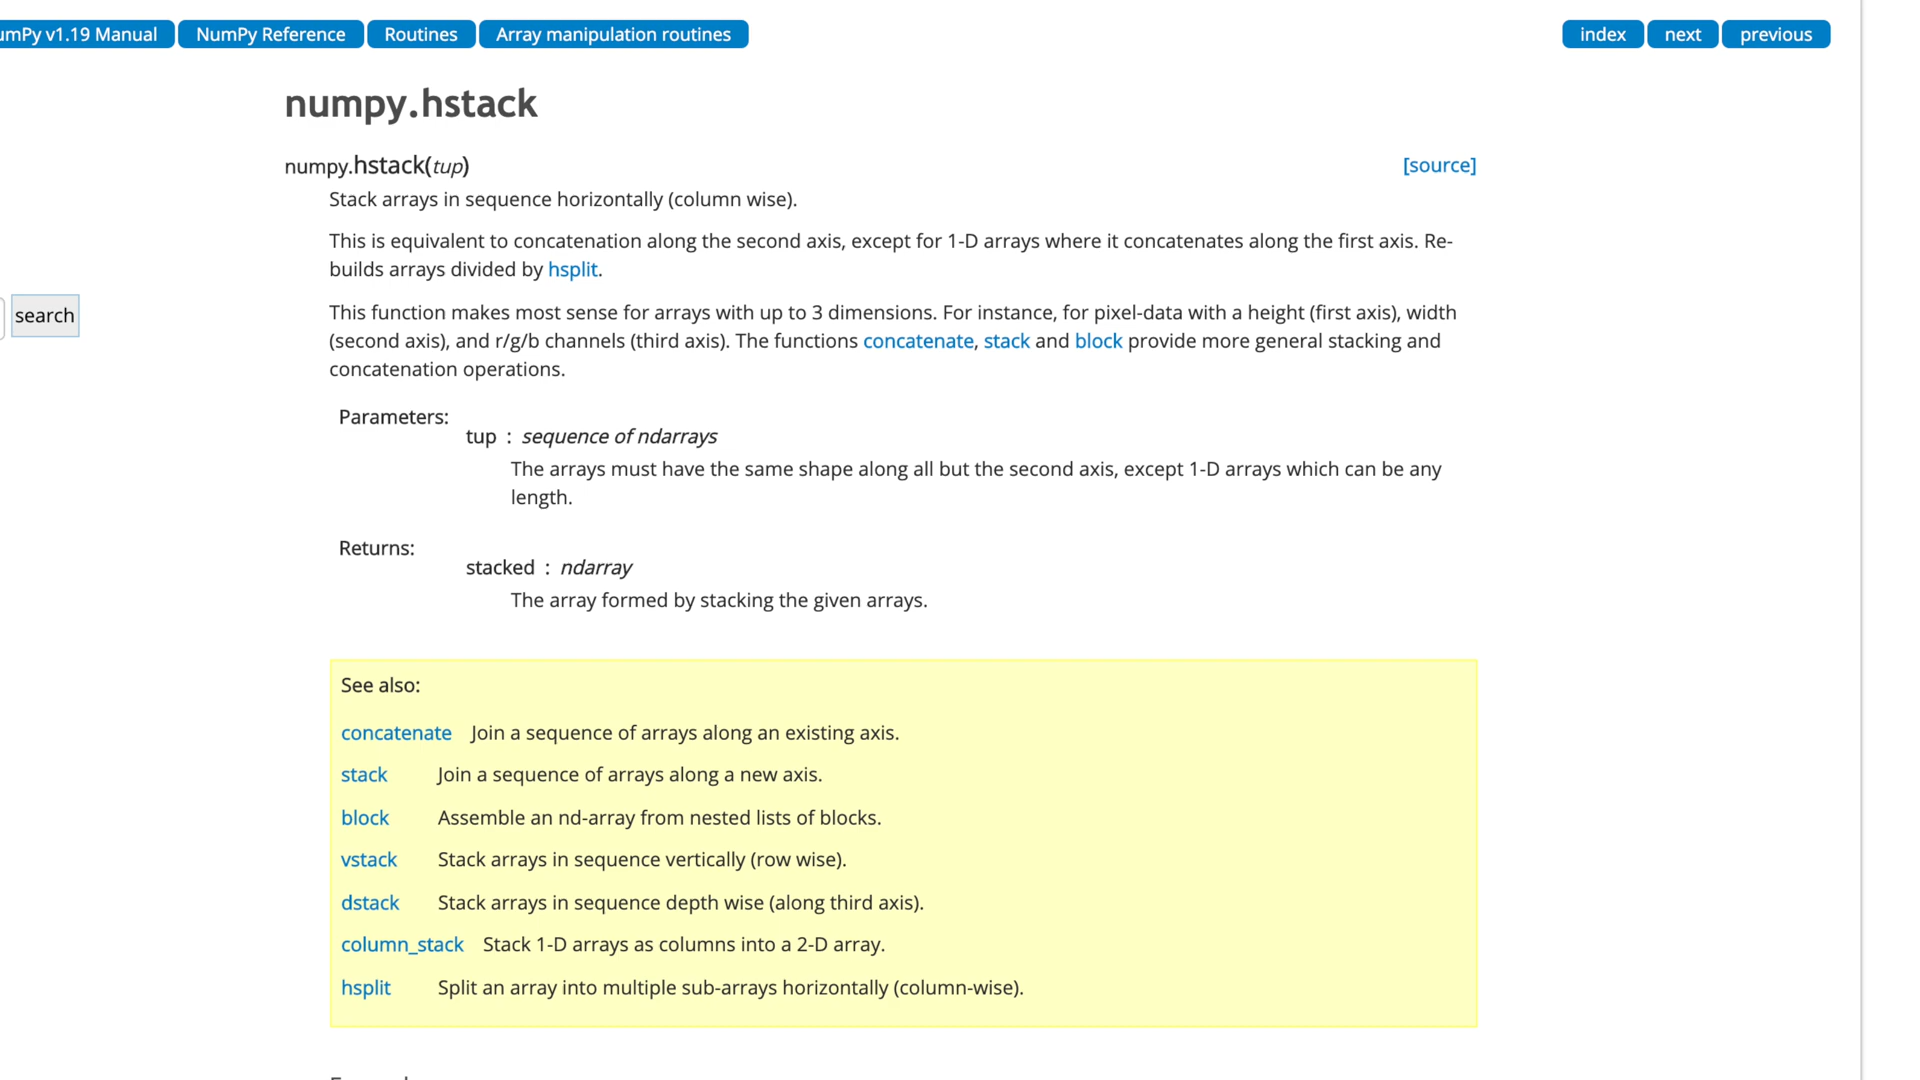 umPy v1.19 Manual NumPy Reference Routines Array manipulation routines index next previous
numpy.hstack
numpy.hstack(tup) [source]
Stack arrays in sequence horizontally (column wise).
This is equivalent to concatenation along the second axis, except for 1-D arrays where it concatenates along the first axis. Re-
builds arrays divided by hsplit.
search
This function makes most sense for arrays with up to 3 dimensions. For instance, for pixel-data with a height (first axis), width
(second axis), and r/g/b channels (third axis). The functions concatenate, stack and block provide more general stacking and
concatenation operations.
Parameters:
tup : sequence of ndarrays
The arrays must have the same shape along all but the second axis, except 1-D arrays which can be any
length.
Returns:
stacked : ndarray
The array formed by stacking the given arrays.
See also:
concatenate Join a sequence of arrays along an existing axis.
stack Join a sequence of arrays along a new axis.
block Assemble an nd-array from nested lists of blocks.
vstack Stack arrays in sequence vertically (row wise).
dstack Stack arrays in sequence depth wise (along third axis).
column_stack Stack 1-D arrays as columns into a 2-D array.
hsplit Split an array into multiple sub-arrays horizontally (column-wise).